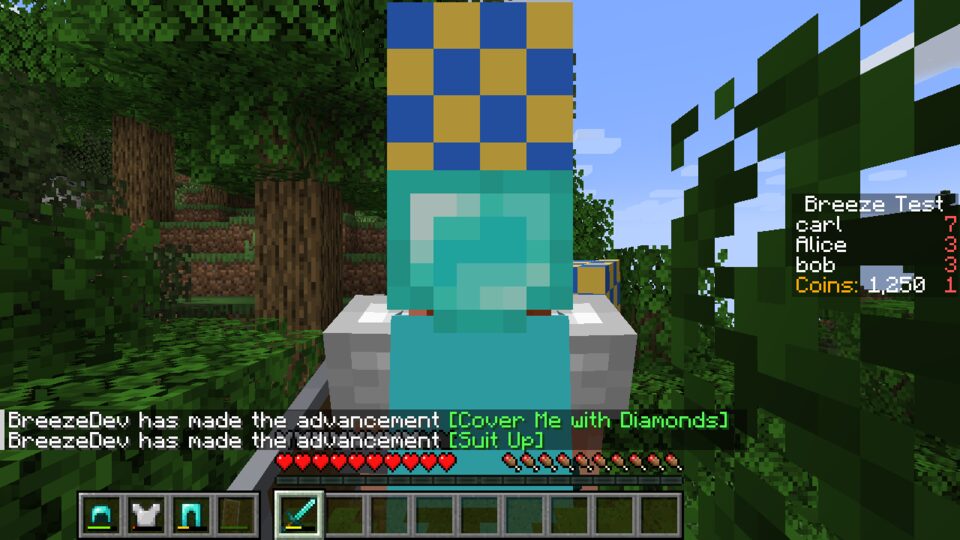 Breeze Test
carl 7
Alice 3
bob 3
Coins: 1,250 1
BreezeDev has made the advancement [Cover Me with Diamonds]
BreezeDev has made the advancement [Suit Up]